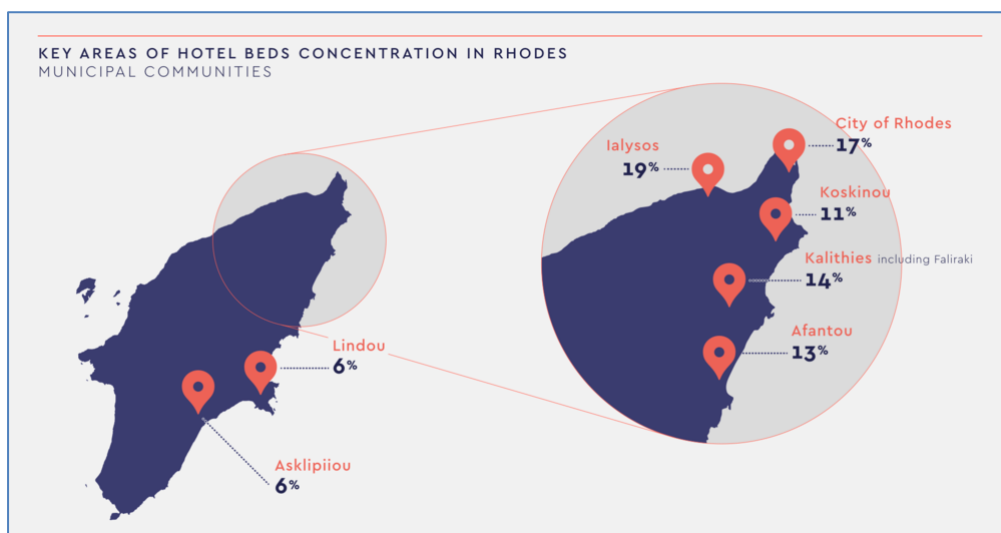 KEY AREAS OF HOTEL BEDS CONCENTRATION IN RHODES
MUNICIPAL COMMUNITIES
City of Rhodes
17%
Ialysos
19%
Koskinou
11%
Kalithies including Faliraki
14%
Afantou
13%
Lindou
6%
Asklipiiou
6%